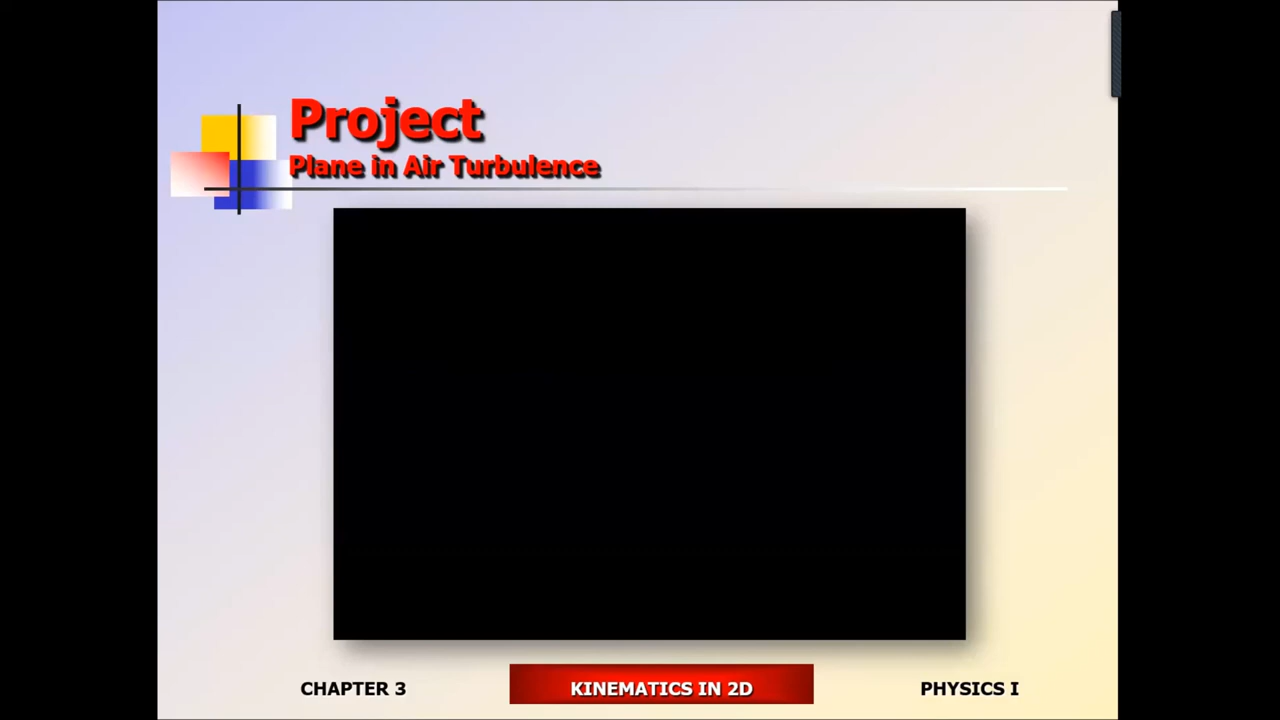 Project
Plane in Air Turbulence
CHAPTER 3
KINEMATICS IN 2D
PHYSICS I